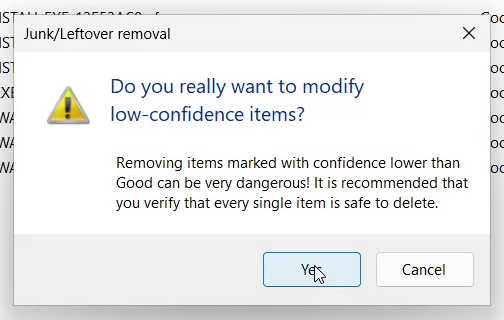 Junk/Leftover removal
Do you really want to modify
low-confidence items?
Removing items marked with confidence lower than
Good can be very dangerous! It is recommended that
you verify that every single item is safe to delete.
Yes
Cancel